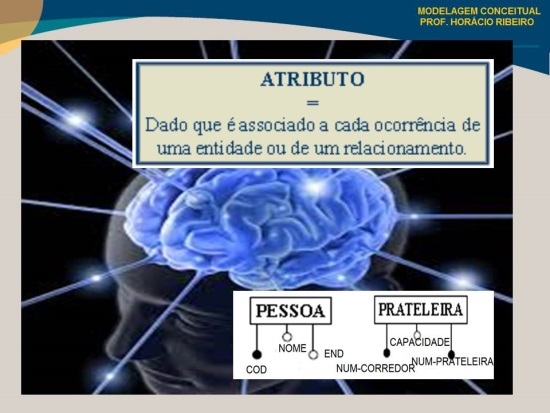 MODELAGEM CONCEITUAL
PROF. HORÁCIO RIBEIRO
ATRIBUTO
=
Dado que é associado a cada ocorrência de
uma entidade ou de um relacionamento.
PESSOA
COD
NOME
END
PRATELEIRA
NUM-CORREDOR
CAPACIDADE
NUM-PRATELEIRA